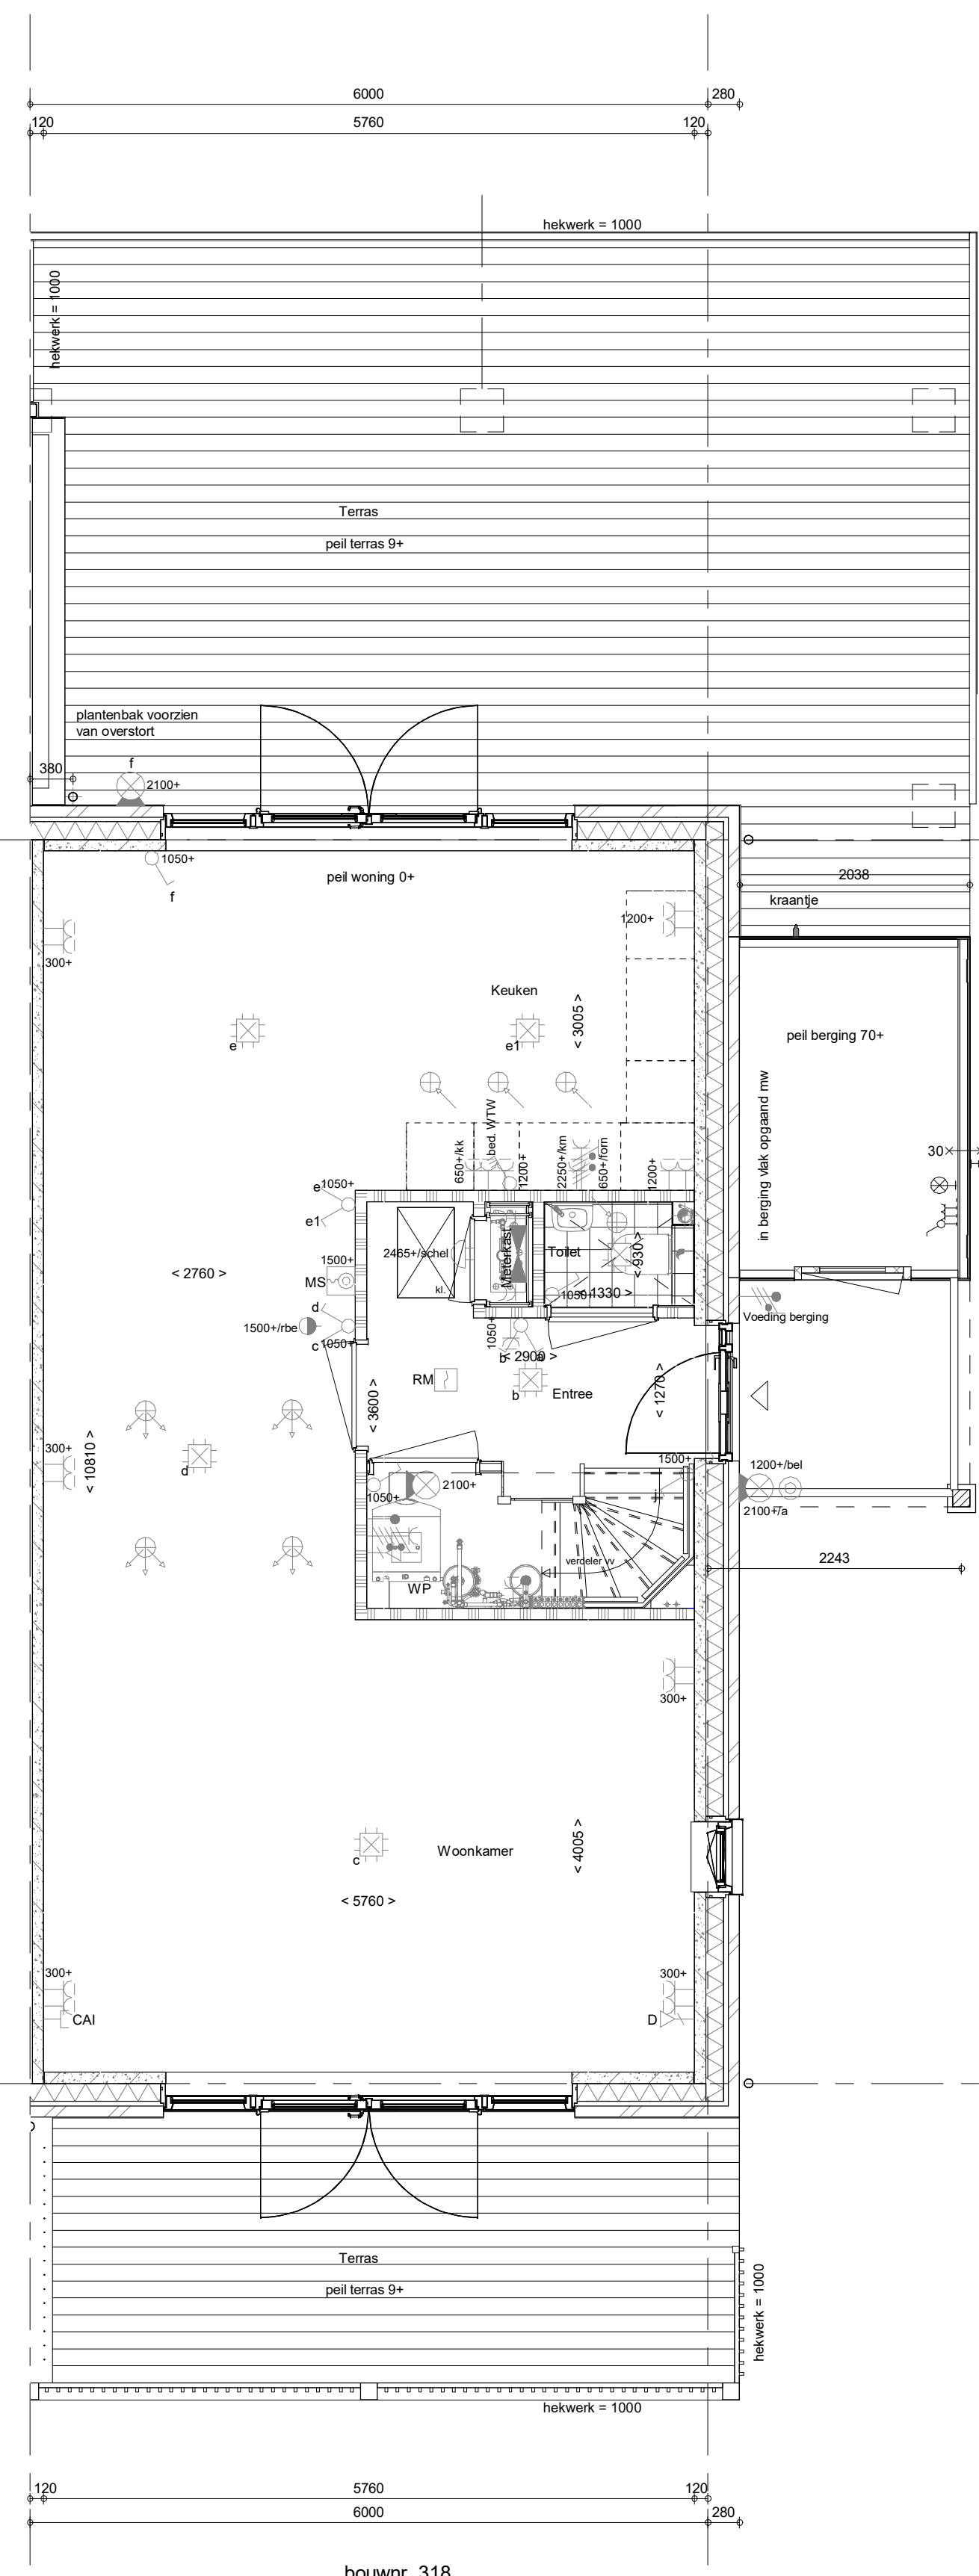 6000
280
120
5760
120
hekwerk = 1000
hekwerk = 1000
Terras
peil terras 9+
plantenbak voorzien
van overstort
f
380
2100+
1050+
f
peil woning 0+
2038
kraantje
1200+
300+
Keuken
< 3005 >
e
e1
peil berging 70+
in berging vlak opgaand mw
30
650+/kk
bed. WTW
1200+
2250+/km
650+/forn
1200+
e
1050+
e1
< 2760 >
1500+
MS
2465+/schel
kl.
Meterkast
Toilet
< 930 >
1050+
< 1330 >
d
1500+/rbe
c
1050+
1050+
b
a
< 2900 >
Voeding berging
RM
b
Entree
< 3600 >
< 1270 >
300+
< 10810 >
d
1500+
1200+/bel
2100+/a
1050+
2100+
j
verdeler vv
WP
2243
300+
Woonkamer
c
< 4005 >
< 5760 >
300+
CAI
300+
D
Terras
peil terras 9+
hekwerk = 1000
hekwerk = 1000
120
5760
120
6000
280
bouwnr. 318